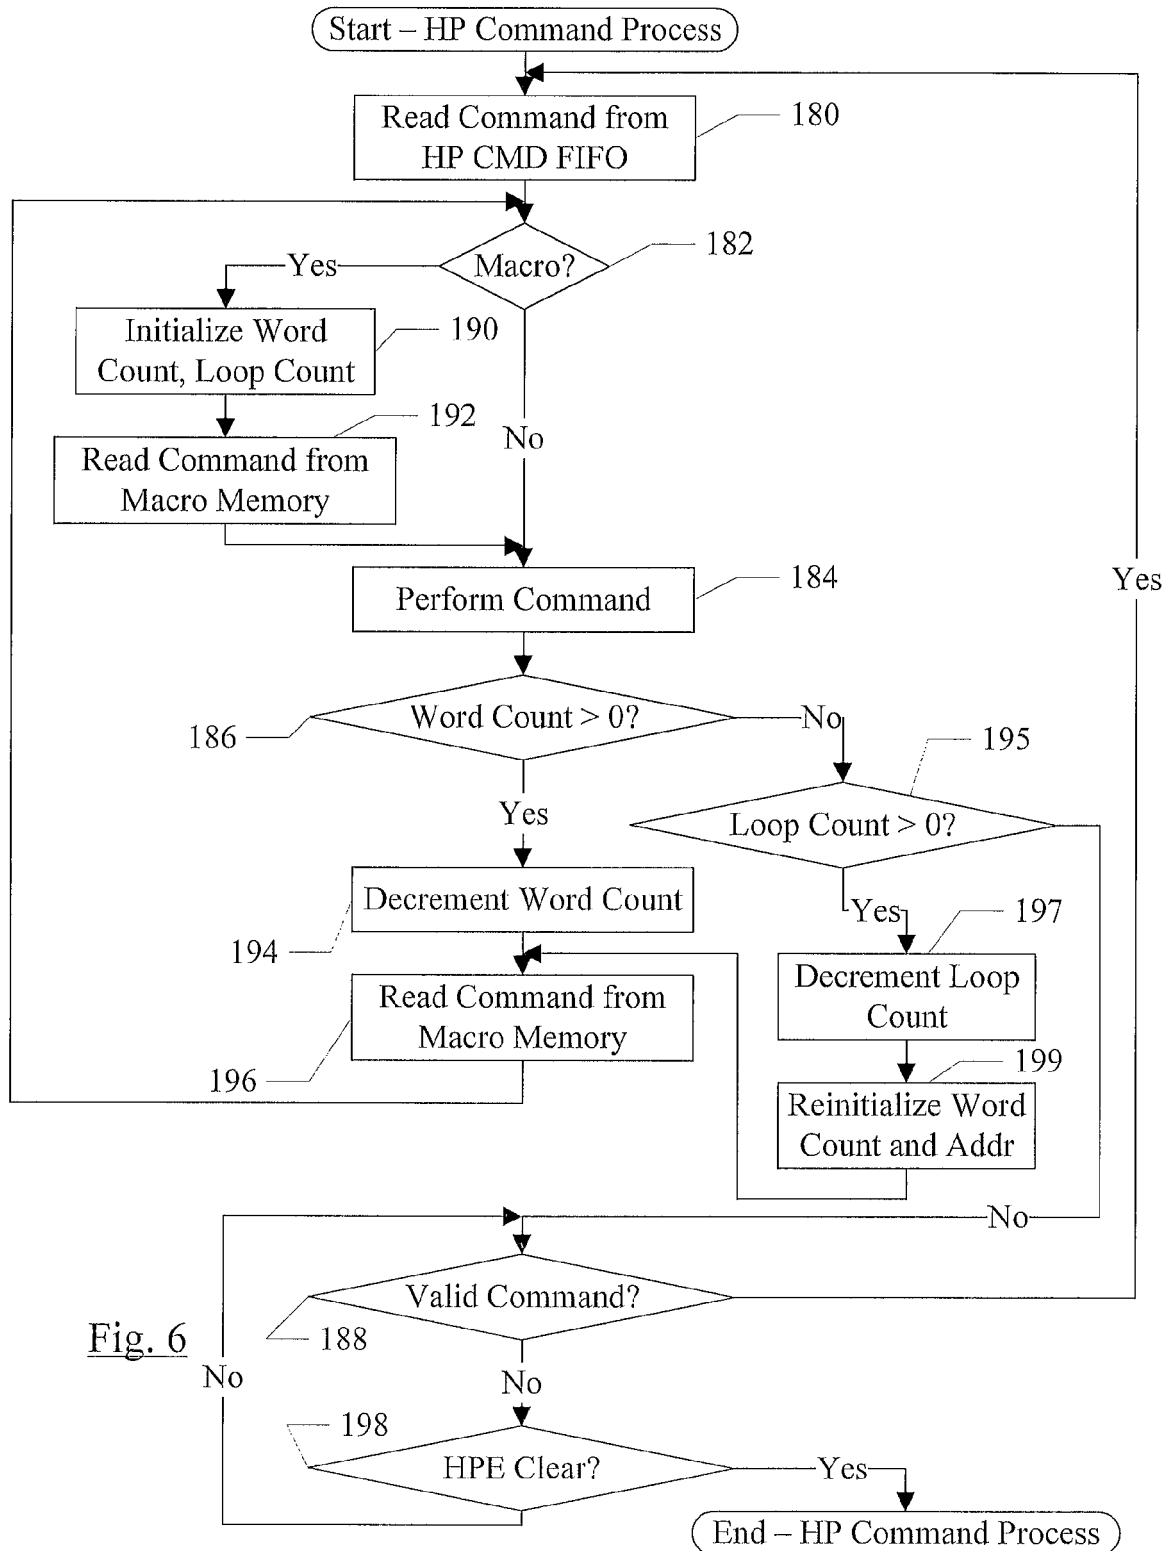 Start – HP Command Process
Read Command from
HP CMD FIFO
180
Macro?
182
Yes
Initialize Word
Count, Loop Count
190
192
No
Read Command from
Macro Memory
Perform Command
184
Yes
Word Count > 0?
186
No
195
Loop Count > 0?
Yes
Decrement Word Count
194
Yes
197
Decrement Loop
Count
Read Command from
Macro Memory
196
199
Reinitialize Word
Count and Addr
No
Valid Command?
188
Fig. 6
No
No
198
HPE Clear?
Yes
End – HP Command Process